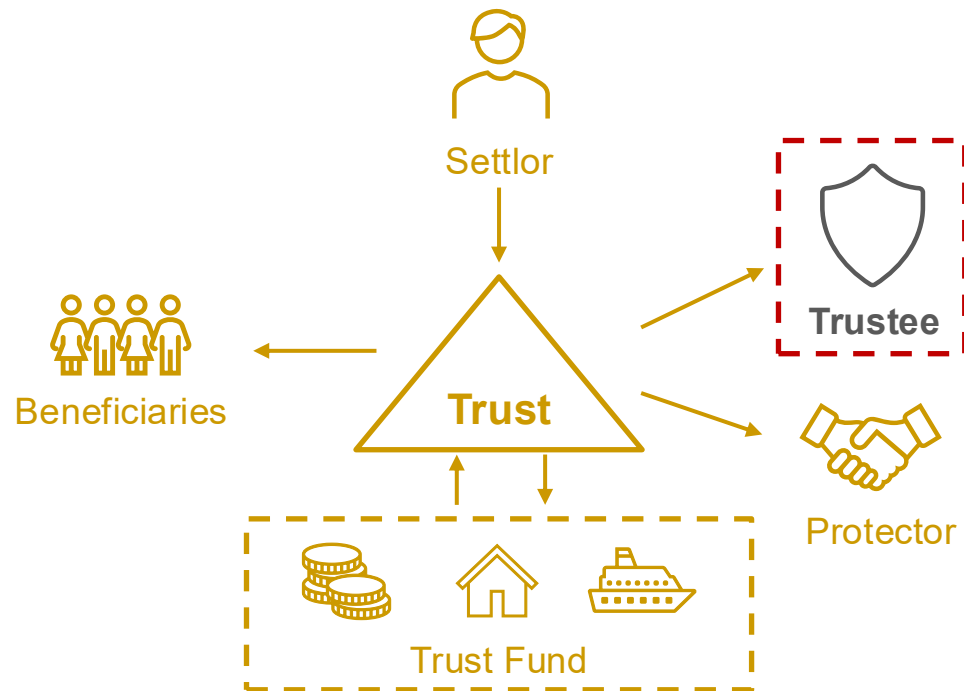 Settlor
Trustee
Beneficiaries
Trust
Protector
Trust Fund